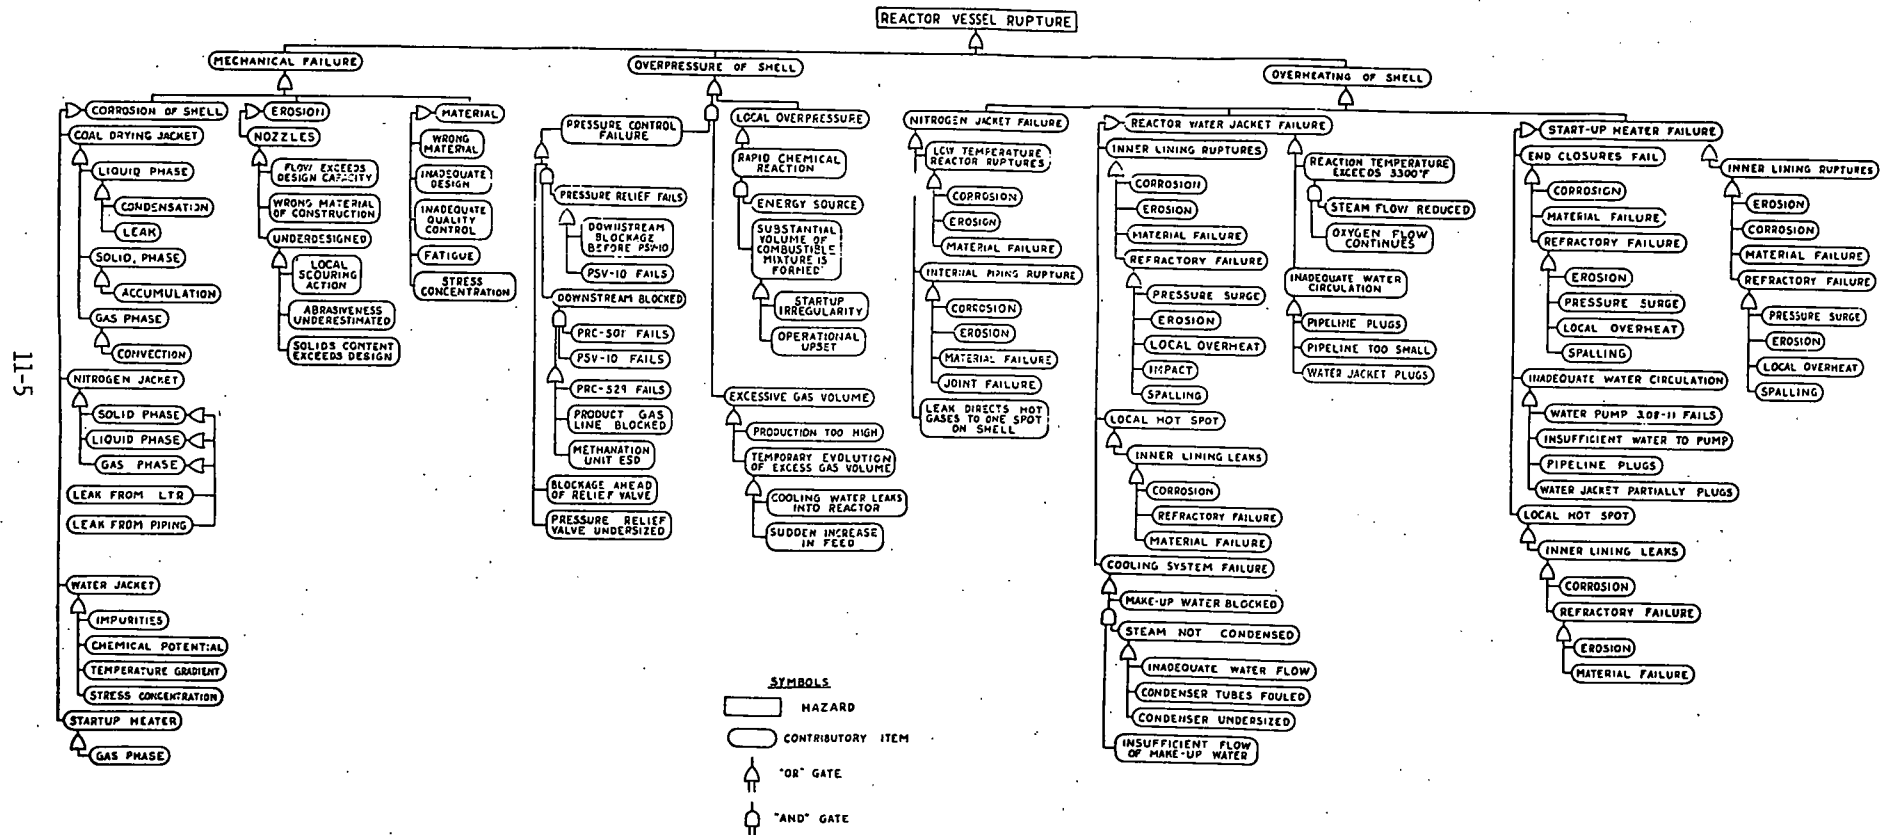 REACTOR VESSEL RUPTURE
MECHANICAL FAILURE
OVERPRESSURE OF SHELL
OVERHEATING OF SHELL
CORROSION OF SHELL
COAL DRYING JACKET
LIQUID PHASE
CONDENSATION
LEAK
SOLID, PHASE
ACCUMULATION
GAS PHASE
CONVECTION
NITROGEN JACKET
SOLID PHASE
LIQUID PHASE
GAS PHASE
LEAK FROM LTR
LEAK FROM PIPING
WATER JACKET
IMPURITIES
CHEMICAL POTENTIAL
TEMPERATURE GRADIENT
STRESS CONCENTRATION
STARTUP HEATER
GAS PHASE
EROSION
NOZZLES
FLOW EXCEEDS
DESIGN CAPACITY
WRONG MATERIAL
OF CONSTRUCTION
UNDERDESIGNED
LOCAL
SCOURING
ACTION
ABRASIVENESS
UNDERESTIMATED
SOLIDS CONTENT
EXCEEDS DESIGN
MATERIAL
WRONG
MATERIAL
INADEQUATE
DESIGN
INADEQUATE
QUALITY
CONTROL
FATIGUE
STRESS
CONCENTRATION
PRESSURE CONTROL
FAILURE
PRESSURE RELIEF FAILS
DOWNSTREAM
BLOCKAGE
BEFORE PSV-10
PSV-10 FAILS
DOWNSTREAM BLOCKED
PRC-501 FAILS
PSV-10 FAILS
PRC-529 FAILS
PRODUCT GAS
LINE BLOCKED
METHANATION
UNIT ESD
BLOCKAGE AHEAD
OF RELIEF VALVE
PRESSURE RELIEF
VALVE UNDERSIZED
LOCAL OVERPRESSURE
RAPID CHEMICAL
REACTION
ENERGY SOURCE
SUBSTANTIAL
VOLUME OF
COMBUSTIBLE
MIXTURE IS
FORMED
STARTUP
IRREGULARITY
OPERATIONAL
UPSET
EXCESSIVE GAS VOLUME
PRODUCTION TOO HIGH
TEMPORARY EVOLUTION
OF EXCESS GAS VOLUME
COOLING WATER LEAKS
INTO REACTOR
SUDDEN INCREASE
IN FEED
NITROGEN JACKET FAILURE
LOW TEMPERATURE
REACTOR RUPTURES
CORROSION
EROSION
MATERIAL FAILURE
INTERNAL PIPING RUPTURE
CORROSION
EROSION
MATERIAL FAILURE
JOINT FAILURE
LEAK DIRECTS HOT
GASES TO ONE SPOT
ON SHELL
REACTOR WATER JACKET FAILURE
INNER LINING RUPTURES
CORROSION
EROSION
MATERIAL FAILURE
REFRACTORY FAILURE
PRESSURE SURGE
EROSION
LOCAL OVERHEAT
IMPACT
SPALLING
LOCAL HOT SPOT
INNER LINING LEAKS
CORROSION
REFRACTORY FAILURE
MATERIAL FAILURE
COOLING SYSTEM FAILURE
MAKE-UP WATER BLOCKED
STEAM NOT CONDENSED
INADEQUATE WATER FLOW
CONDENSER TUBES FOULED
CONDENSER UNDERSIZED
INSUFFICIENT FLOW
OF MAKE-UP WATER
REACTION TEMPERATURE
EXCEEDS 3300°F
STEAM FLOW REDUCED
OXYGEN FLOW
CONTINUES
INADEQUATE WATER
CIRCULATION
PIPELINE PLUGS
PIPELINE TOO SMALL
WATER JACKET PLUGS
START-UP HEATER FAILURE
END CLOSURES FAIL
CORROSION
MATERIAL FAILURE
REFRACTORY FAILURE
EROSION
PRESSURE SURGE
LOCAL OVERHEAT
SPALLING
INADEQUATE WATER CIRCULATION
WATER PUMP 3.08-11 FAILS
INSUFFICIENT WATER TO PUMP
PIPELINE PLUGS
WATER JACKET PARTIALLY PLUGS
LOCAL HOT SPOT
INNER LINING LEAKS
CORROSION
REFRACTORY FAILURE
EROSION
MATERIAL FAILURE
INNER LINING RUPTURES
EROSION
CORROSION
MATERIAL FAILURE
REFRACTORY FAILURE
PRESSURE SURGE
EROSION
LOCAL OVERHEAT
SPALLING
SYMBOLS
HAZARD
CONTRIBUTORY ITEM
"OR" GATE
"AND" GATE
11-5